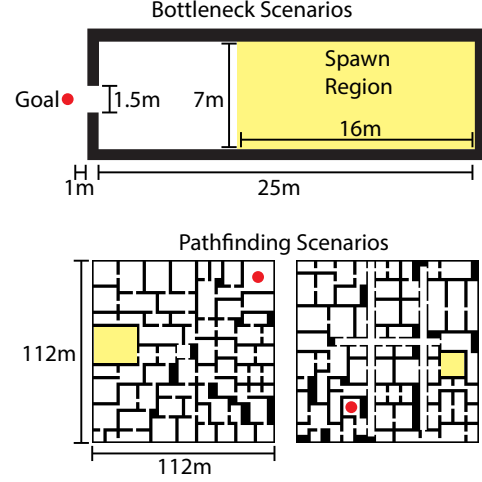 Bottleneck Scenarios
Spawn
Region
Goal
1.5m
7m
16m
1m
25m
Pathfinding Scenarios
112m
112m